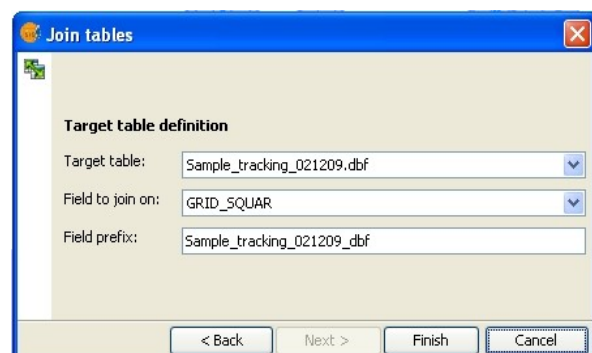 Join tables
Target table definition
Target table: Sample_tracking_021209.dbf
Field to join on: GRID_SQUAR
Field prefix: Sample_tracking_021209_dbf
< Back Next > Finish Cancel